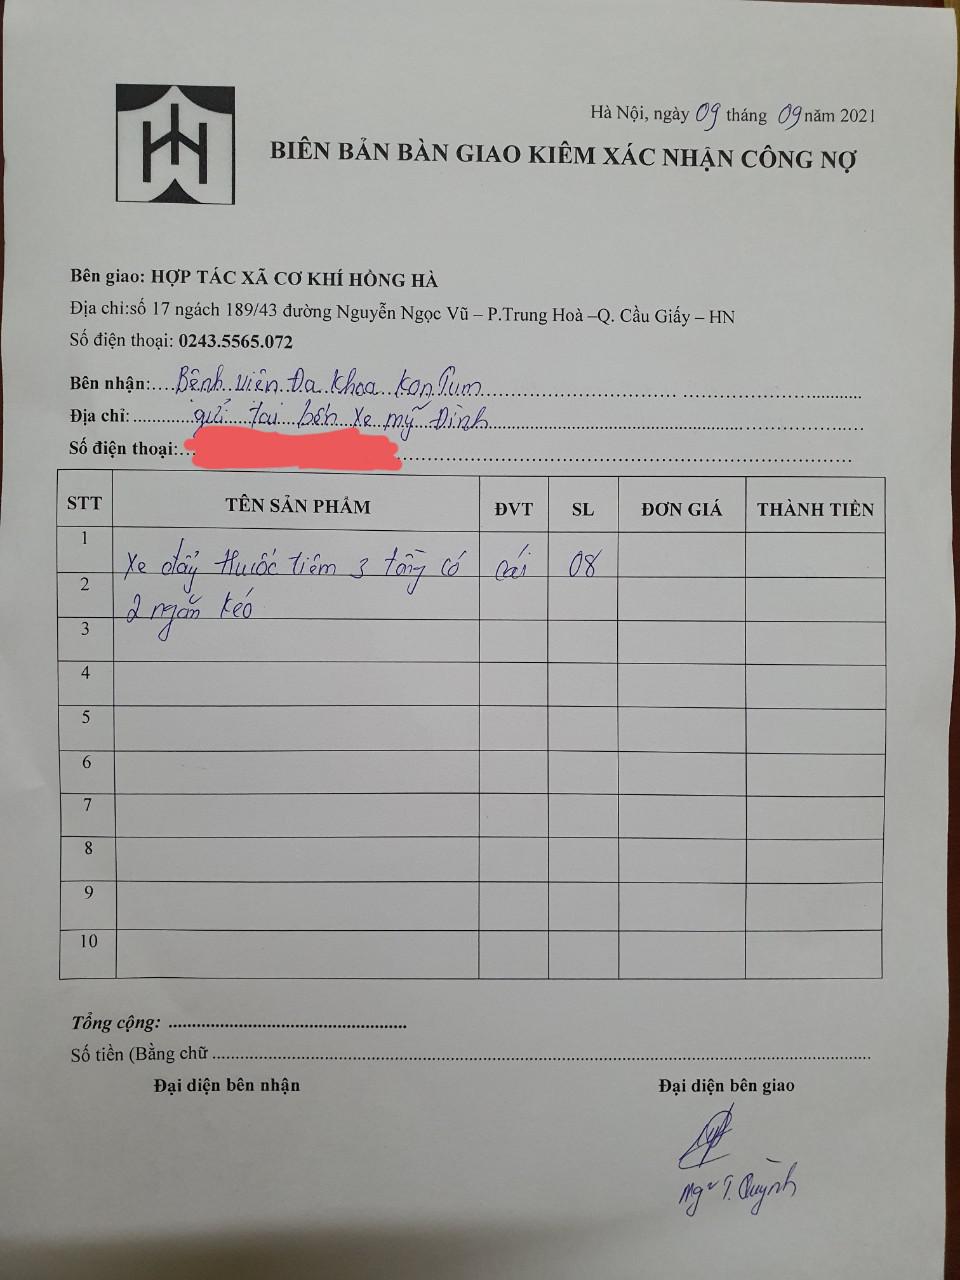 Hà Nội, ngày 09 tháng 09 năm 2021
BIÊN BẢN BÀN GIAO KIÊM XÁC NHẬN CÔNG NỢ
Bên giao: HỢP TÁC XÃ CƠ KHÍ HỒNG HÀ
Địa chỉ:số 17 ngách 189/43 đường Nguyễn Ngọc Vũ – P.Trung Hoà –Q. Cầu Giấy – HN
Số điện thoại: 0243.5565.072
Bên nhận:....Bệnh viện Đa khoa Kon Tum..........
Địa chỉ: ..........gửi tại bến xe mỹ Đình..........
Số điện thoại:..........
STT TÊN SẢN PHẨM ĐVT SL ĐƠN GIÁ THÀNH TIỀN
1 Xe đẩy thuốc tiêm 3 tầng có cái 08
2 2 ngăn kéo
3
4
5
6
7
8
9
10
Tổng cộng: ..........
Số tiền (Bằng chữ ..........
Đại diện bên nhận Đại diện bên giao
Ngu T. Quỳnh